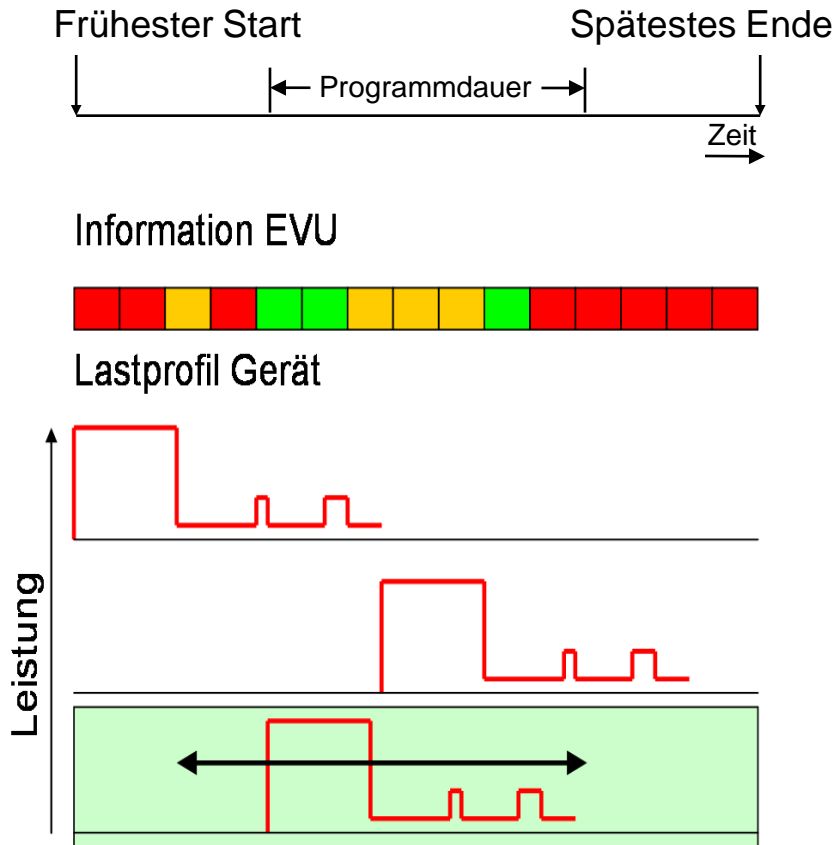 Frühester Start
Spätestes Ende
Programmdauer
Zeit
Information EVU
Lastprofil Gerät
Leistung